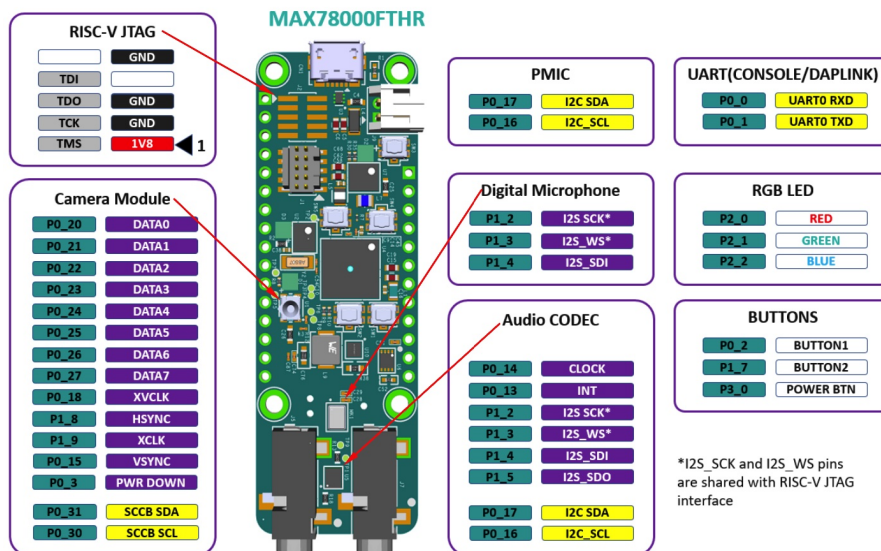 MAX78000FTHR
RISC-V JTAG
GND
TDI
TDO GND
TCK GND
TMS 1V8 1
Camera Module
P0_20 DATA0
P0_21 DATA1
P0_22 DATA2
P0_23 DATA3
P0_24 DATA4
P0_25 DATA5
P0_26 DATA6
P0_27 DATA7
P0_18 XVCLK
P1_8 HSYNC
P1_9 XCLK
P0_15 VSYNC
P0_3 PWR DOWN
P0_31 SCCB SDA
P0_30 SCCB SCL
PMIC
P0_17 I2C SDA
P0_16 I2C_SCL
Digital Microphone
P1_2 I2S SCK*
P1_3 I2S_WS*
P1_4 I2S_SDI
Audio CODEC
P0_14 CLOCK
P0_13 INT
P1_2 I2S SCK*
P1_3 I2S_WS*
P1_4 I2S_SDI
P1_5 I2S_SDO
P0_17 I2C SDA
P0_16 I2C_SCL
UART(CONSOLE/DAPLINK)
P0_0 UART0 RXD
P0_1 UART0 TXD
RGB LED
P2_0 RED
P2_1 GREEN
P2_2 BLUE
BUTTONS
P0_2 BUTTON1
P1_7 BUTTON2
P3_0 POWER BTN
*I2S_SCK and I2S_WS pins
are shared with RISC-V JTAG
interface